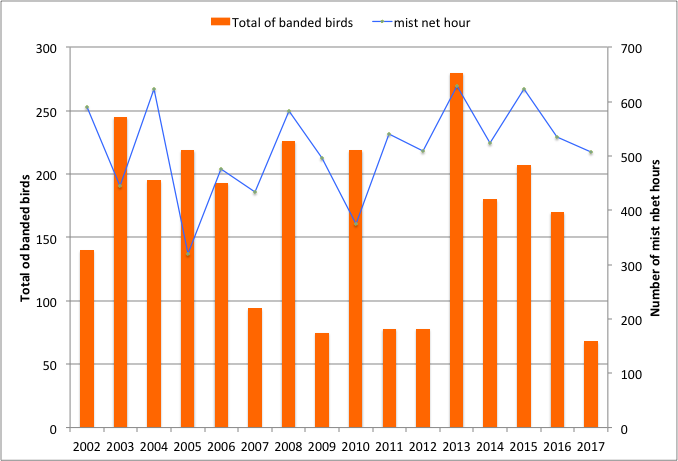 Total of banded birds mist net hour
300 700
250 600
200 500
150 400
100 300
50 200
0 100
0
Total od banded birds
Number of mist nbet hours
2002 2003 2004 2005 2006 2007 2008 2009 2010 2011 2012 2013 2014 2015 2016 2017